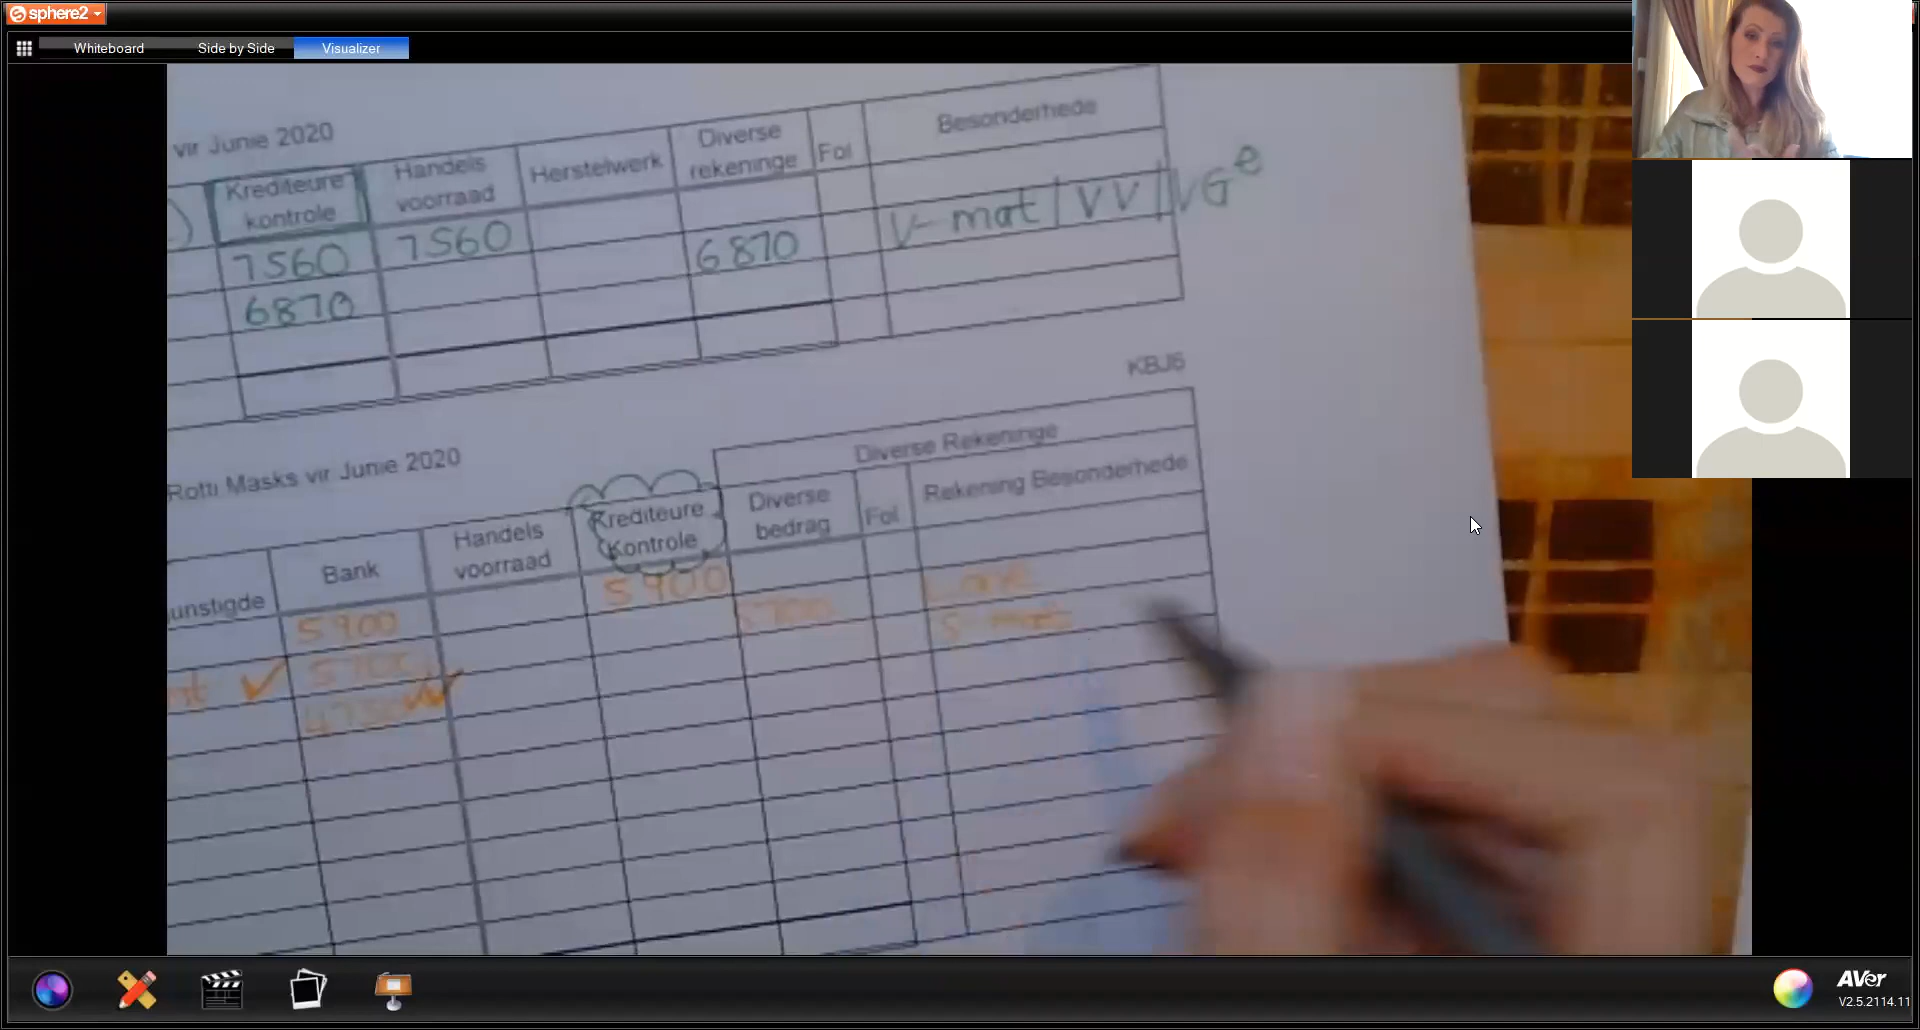 sphere2
Whiteboard Side by Side Visualizer
vir Junie 2020
Krediteure kontrole Handels voorraad Herstelwerk Diverse rekeninge Fol Besonderhede
7560 7560 V-mat | VV | VGe
6870 6870
KBJ6
Rotti Masks vir Junie 2020
Diverse Rekeninge
Bank Handels voorraad Krediteure Kontrole Diverse bedrag Fol Rekening Besonderhede
5900 5900
S-mat
AVer
V2.5.2114.11